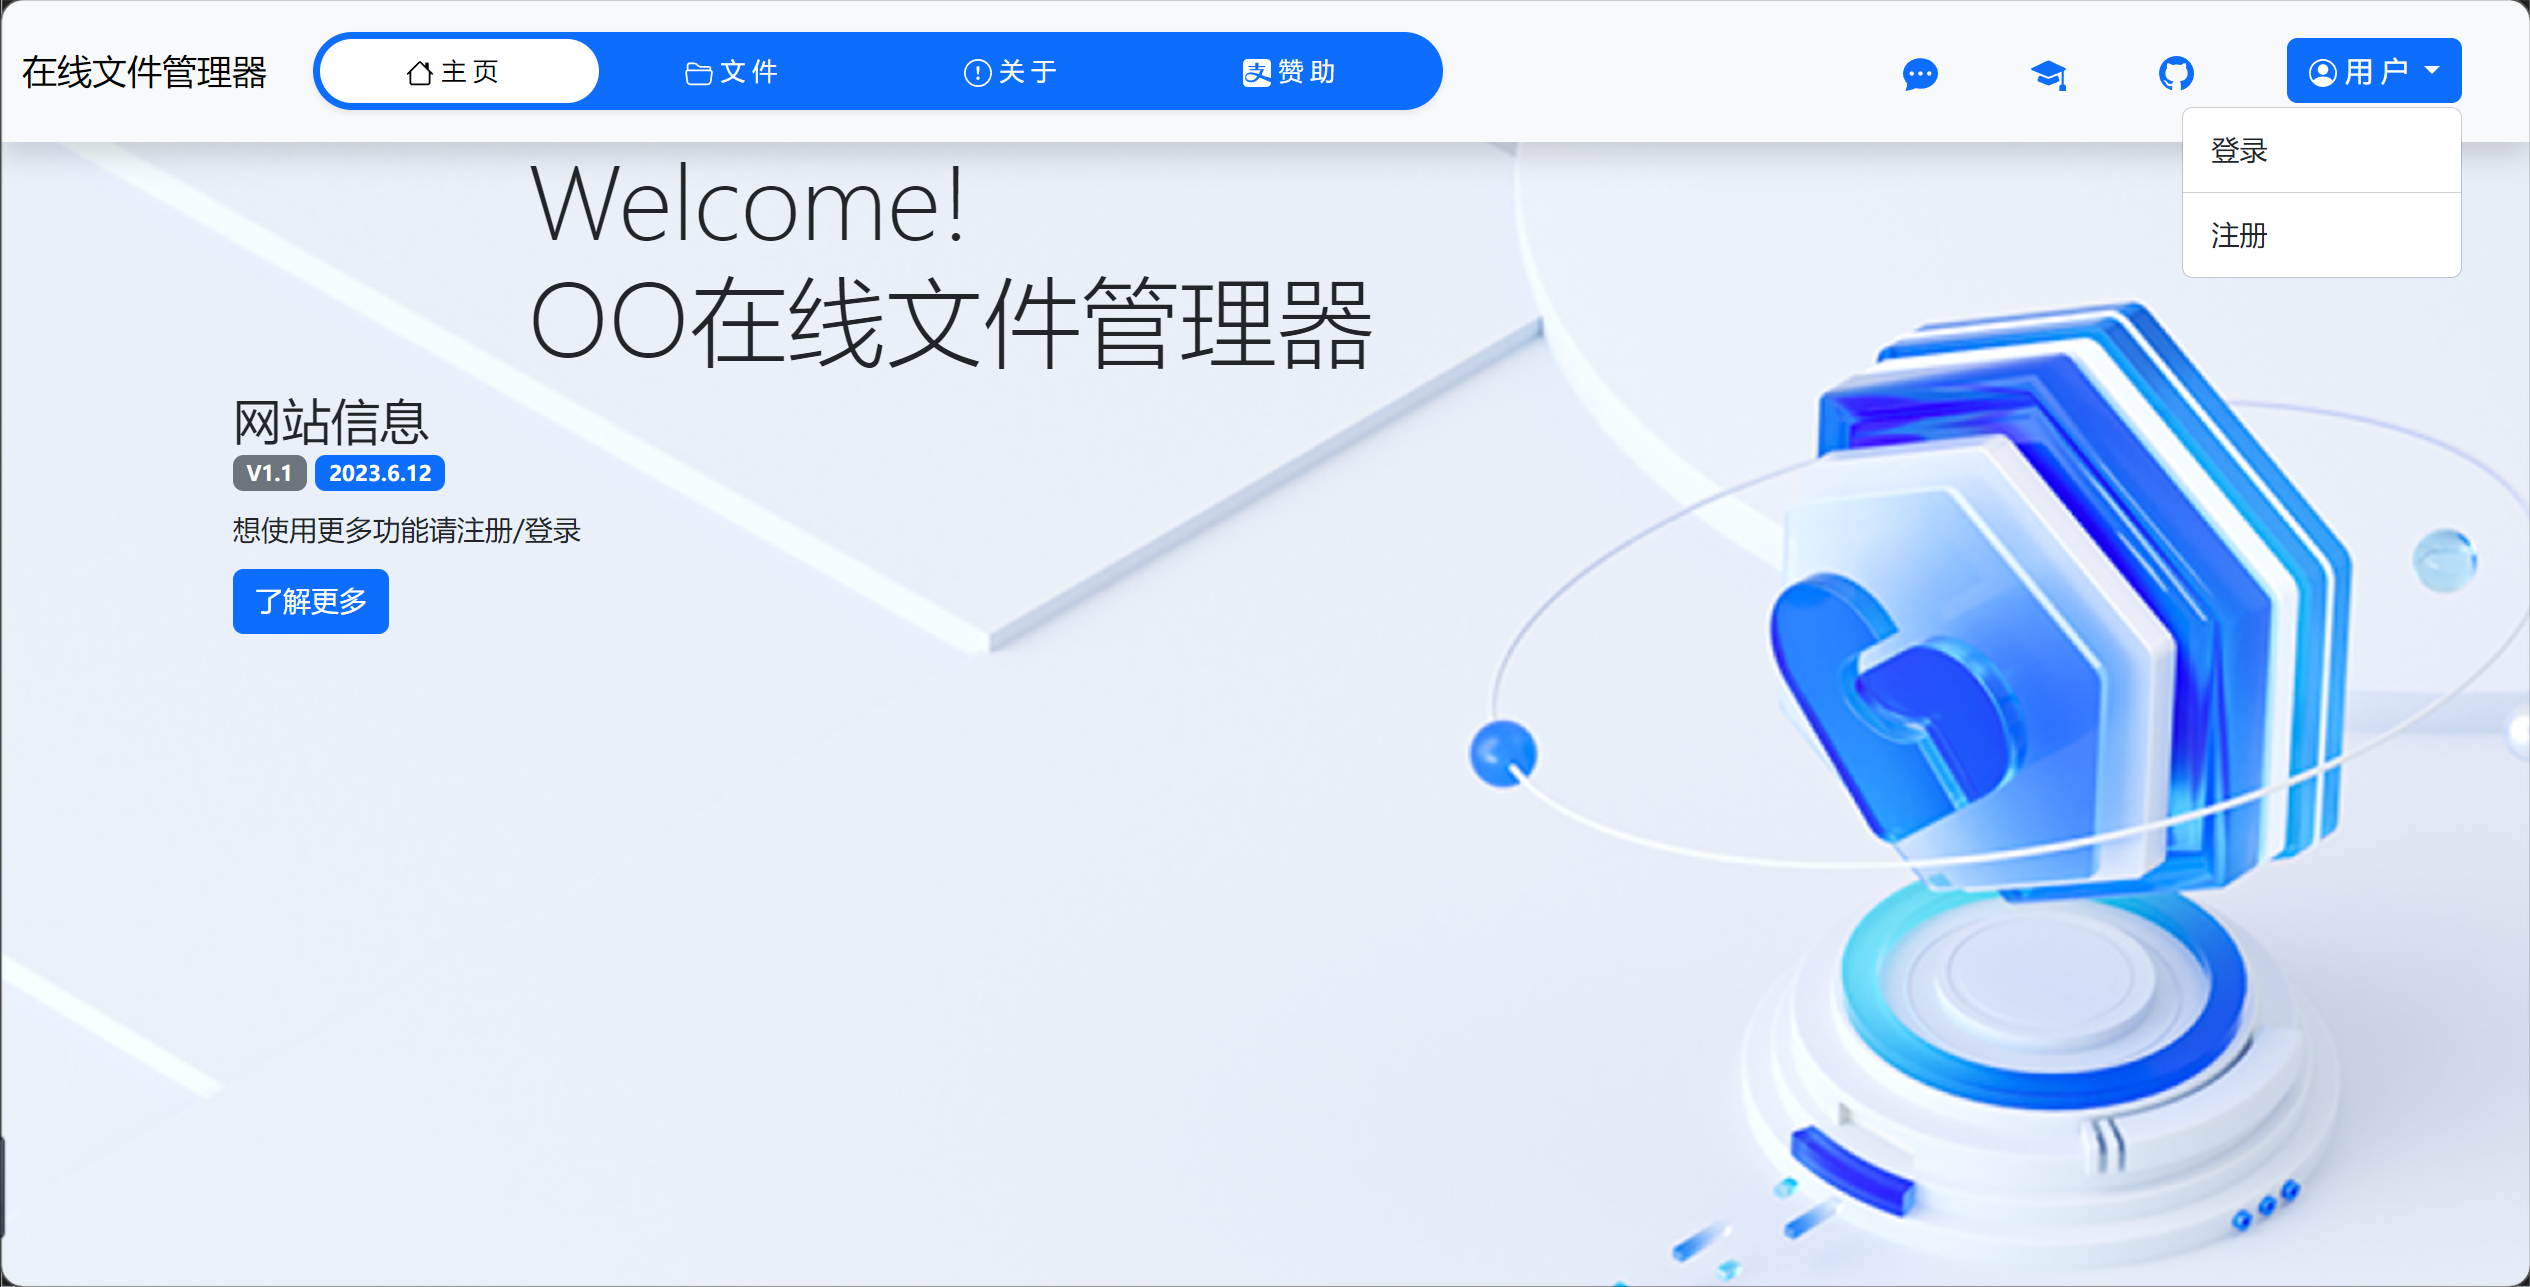 在线文件管理器
主页
文件
关于
赞助
用户
登录
注册
Welcome!
OO在线文件管理器
网站信息
V1.1 2023.6.12
想使用更多功能请注册/登录
了解更多